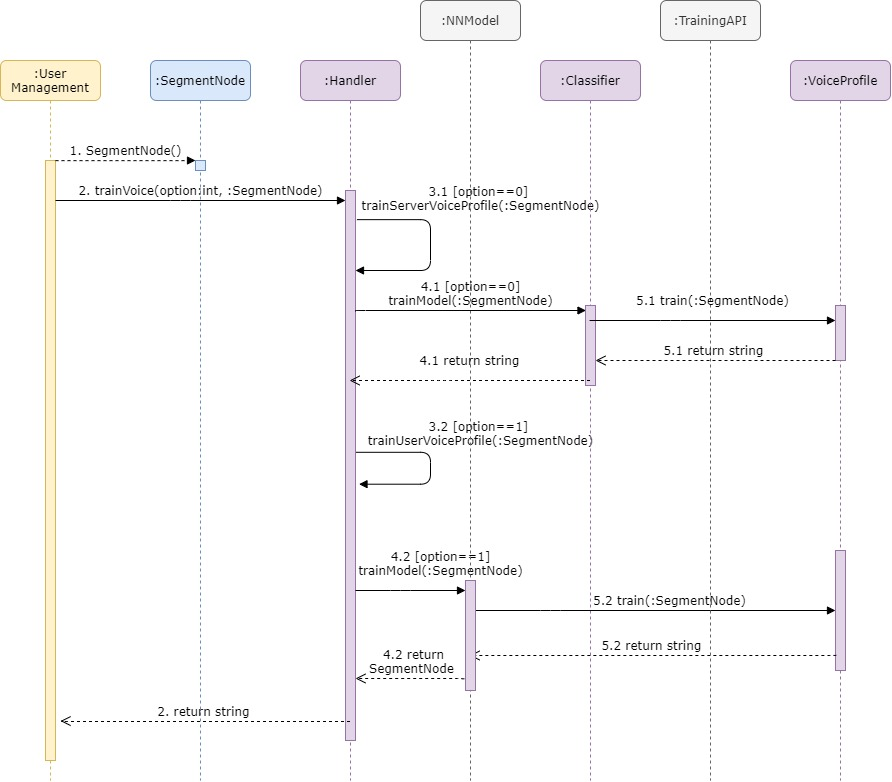 :NNModel
:TrainingAPI
:User
Management
:SegmentNode
:Handler
:Classifier
:VoiceProfile
1. SegmentNode()
2. trainVoice(option:int, :SegmentNode)
3.1 [option==0]
trainServerVoiceProfile(:SegmentNode)
4.1 [option==0]
trainModel(:SegmentNode)
5.1 train(:SegmentNode)
5.1 return string
4.1 return string
3.2 [option==1]
trainUserVoiceProfile(:SegmentNode)
4.2 [option==1]
trainModel(:SegmentNode)
5.2 train(:SegmentNode)
5.2 return string
4.2 return
SegmentNode
2. return string